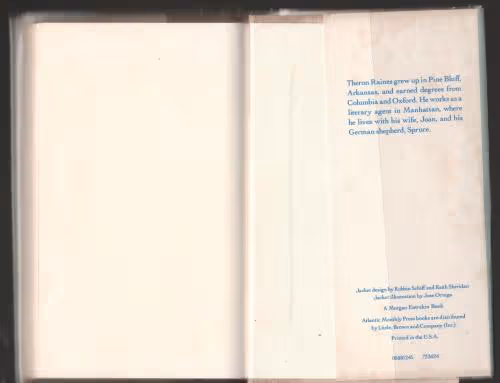 Theron Raines grew up in Pine Bluff,
Arkansas, and earned degrees from
Columbia and Oxford. He works as a
literary agent in Manhattan, where
he lives with his wife, Joan, and his
German shepherd, Spruce.
Jacket design by Robbin Schiff and Ruth Sheridan
Jacket illustration by Jose Ortega
A Morgan Entrekin Book
Atlantic Monthly Press books are distributed
by Little, Brown and Company (Inc.)
Printed in the U.S.A.